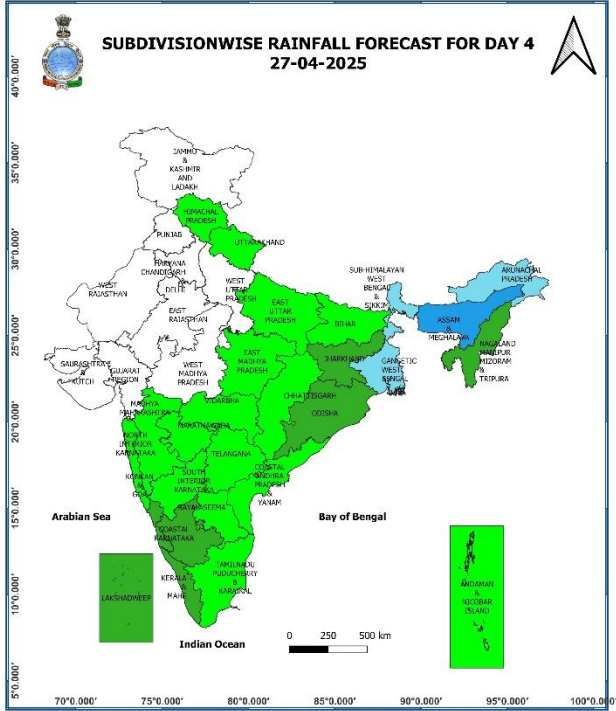 SUBDIVISIONWISE RAINFALL FORECAST FOR DAY 4
27-04-2025
40°0.000'
35°0.000'
30°0.000'
25°0.000'
20°0.000'
15°0.000'
10°0.000'
5°0.000'
JAMMO
&
KASHMIR
AND
LADAKH
HIMACHAL
PRADESH
PUNJAB
UTTARAKHAND
HARYANA
CHANDIGARH
&
DELHI
WEST
RAJASTHAN
WEST
UTTAR
PRADESH
EAST
RAJASTHAN
EAST
UTTAR
PRADESH
SUB-HIMALAYAN
WEST
BENGAL
&
SIKKIM
ARUNACHAL
PRADESH
BIHAR
ASSAM
&
MEGHALAYA
NAGALAND
MANIPUR
MIZORAM
&
TRIPURA
SAURASHTRA
&
KUTCH
GUJARAT
REGION
WEST
MADHYA
PRADESH
EAST
MADHYA
PRADESH
JHARKHAND
GANGETIC
WEST
BENGAL
CHHATTISGARH
ODISHA
MADHYA
MAHARASHTRA
VIDARBHA
MARATHAWADA
NORTH
INTERIOR
KARNATAKA
TELANGANA
KONKAN
&
GOA
SOUTH
INTERIOR
KARNATAKA
COASTAL
ANDHRA
PRADESH
&
YANAM
RAYALASEEMA
COASTAL
KARNATAKA
Arabian Sea
Bay of Bengal
LAKSHADWEEP
KERALA
&
MAHE
TAMILNADU
PUDUCHERRY
&
KARAIKAL
ANDAMAN
&
NICOBAR
ISLAND
Indian Ocean
0 250 500 km
70°0.000' 75°0.000' 80°0.000' 85°0.000' 90°0.000' 95°0.000' 100°0.000'